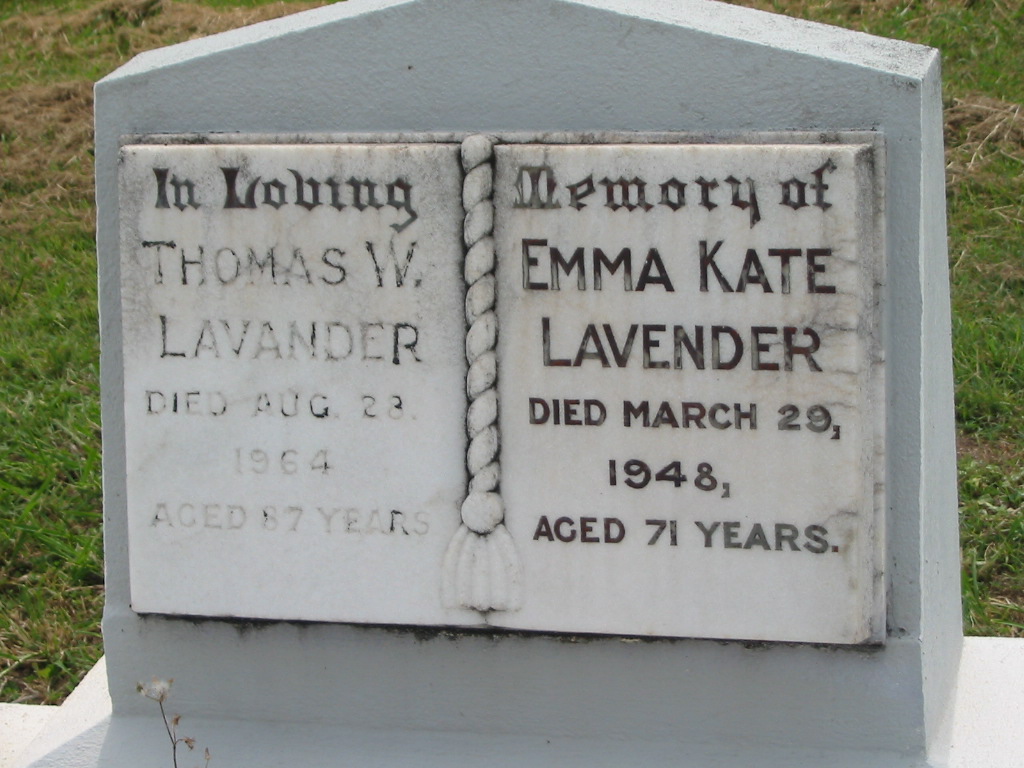 In Loving
THOMAS W.
LAVANDER
DIED AUG. 28.
1964
AGED 87 YEARS
Memory of
EMMA KATE
LAVENDER
DIED MARCH 29,
1948,
AGED 71 YEARS.